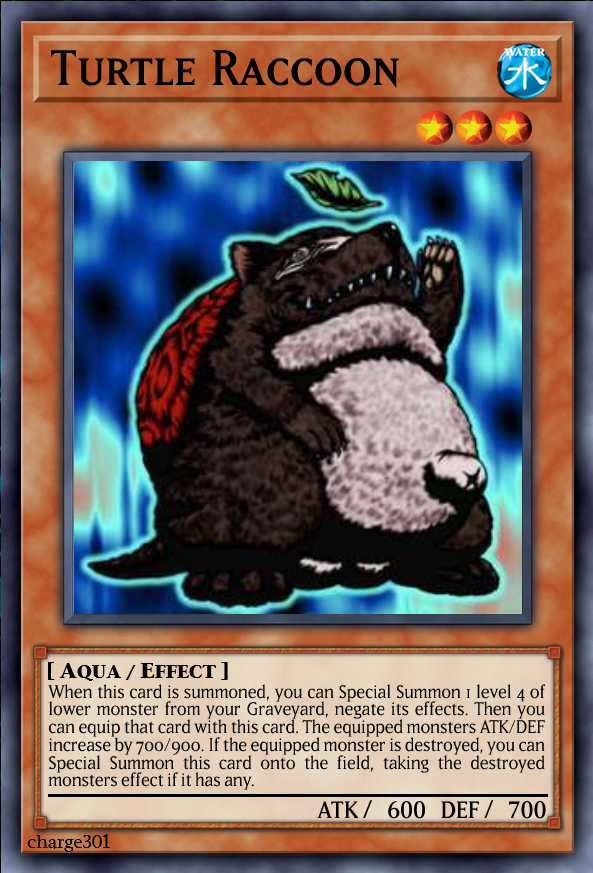 Turtle Raccoon
WATER
水
[ Aqua / Effect ]
When this card is summoned, you can Special Summon 1 level 4 of
lower monster from your Graveyard, negate its effects. Then you
can equip that card with this card. The equipped monsters ATK/DEF
increase by 700/900. If the equipped monster is destroyed, you can
Special Summon this card onto the field, taking the destroyed
monsters effect if it has any.
ATK / 600 DEF / 700
charge301